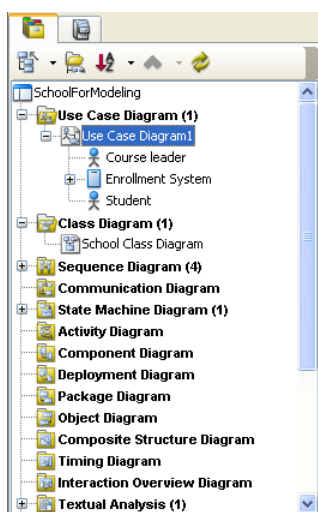 SchoolForModeling
Use Case Diagram (1)
Use Case Diagram1
Course leader
Enrollment System
Student
Class Diagram (1)
School Class Diagram
Sequence Diagram (4)
Communication Diagram
State Machine Diagram (1)
Activity Diagram
Component Diagram
Deployment Diagram
Package Diagram
Object Diagram
Composite Structure Diagram
Timing Diagram
Interaction Overview Diagram
Textual Analysis (1)